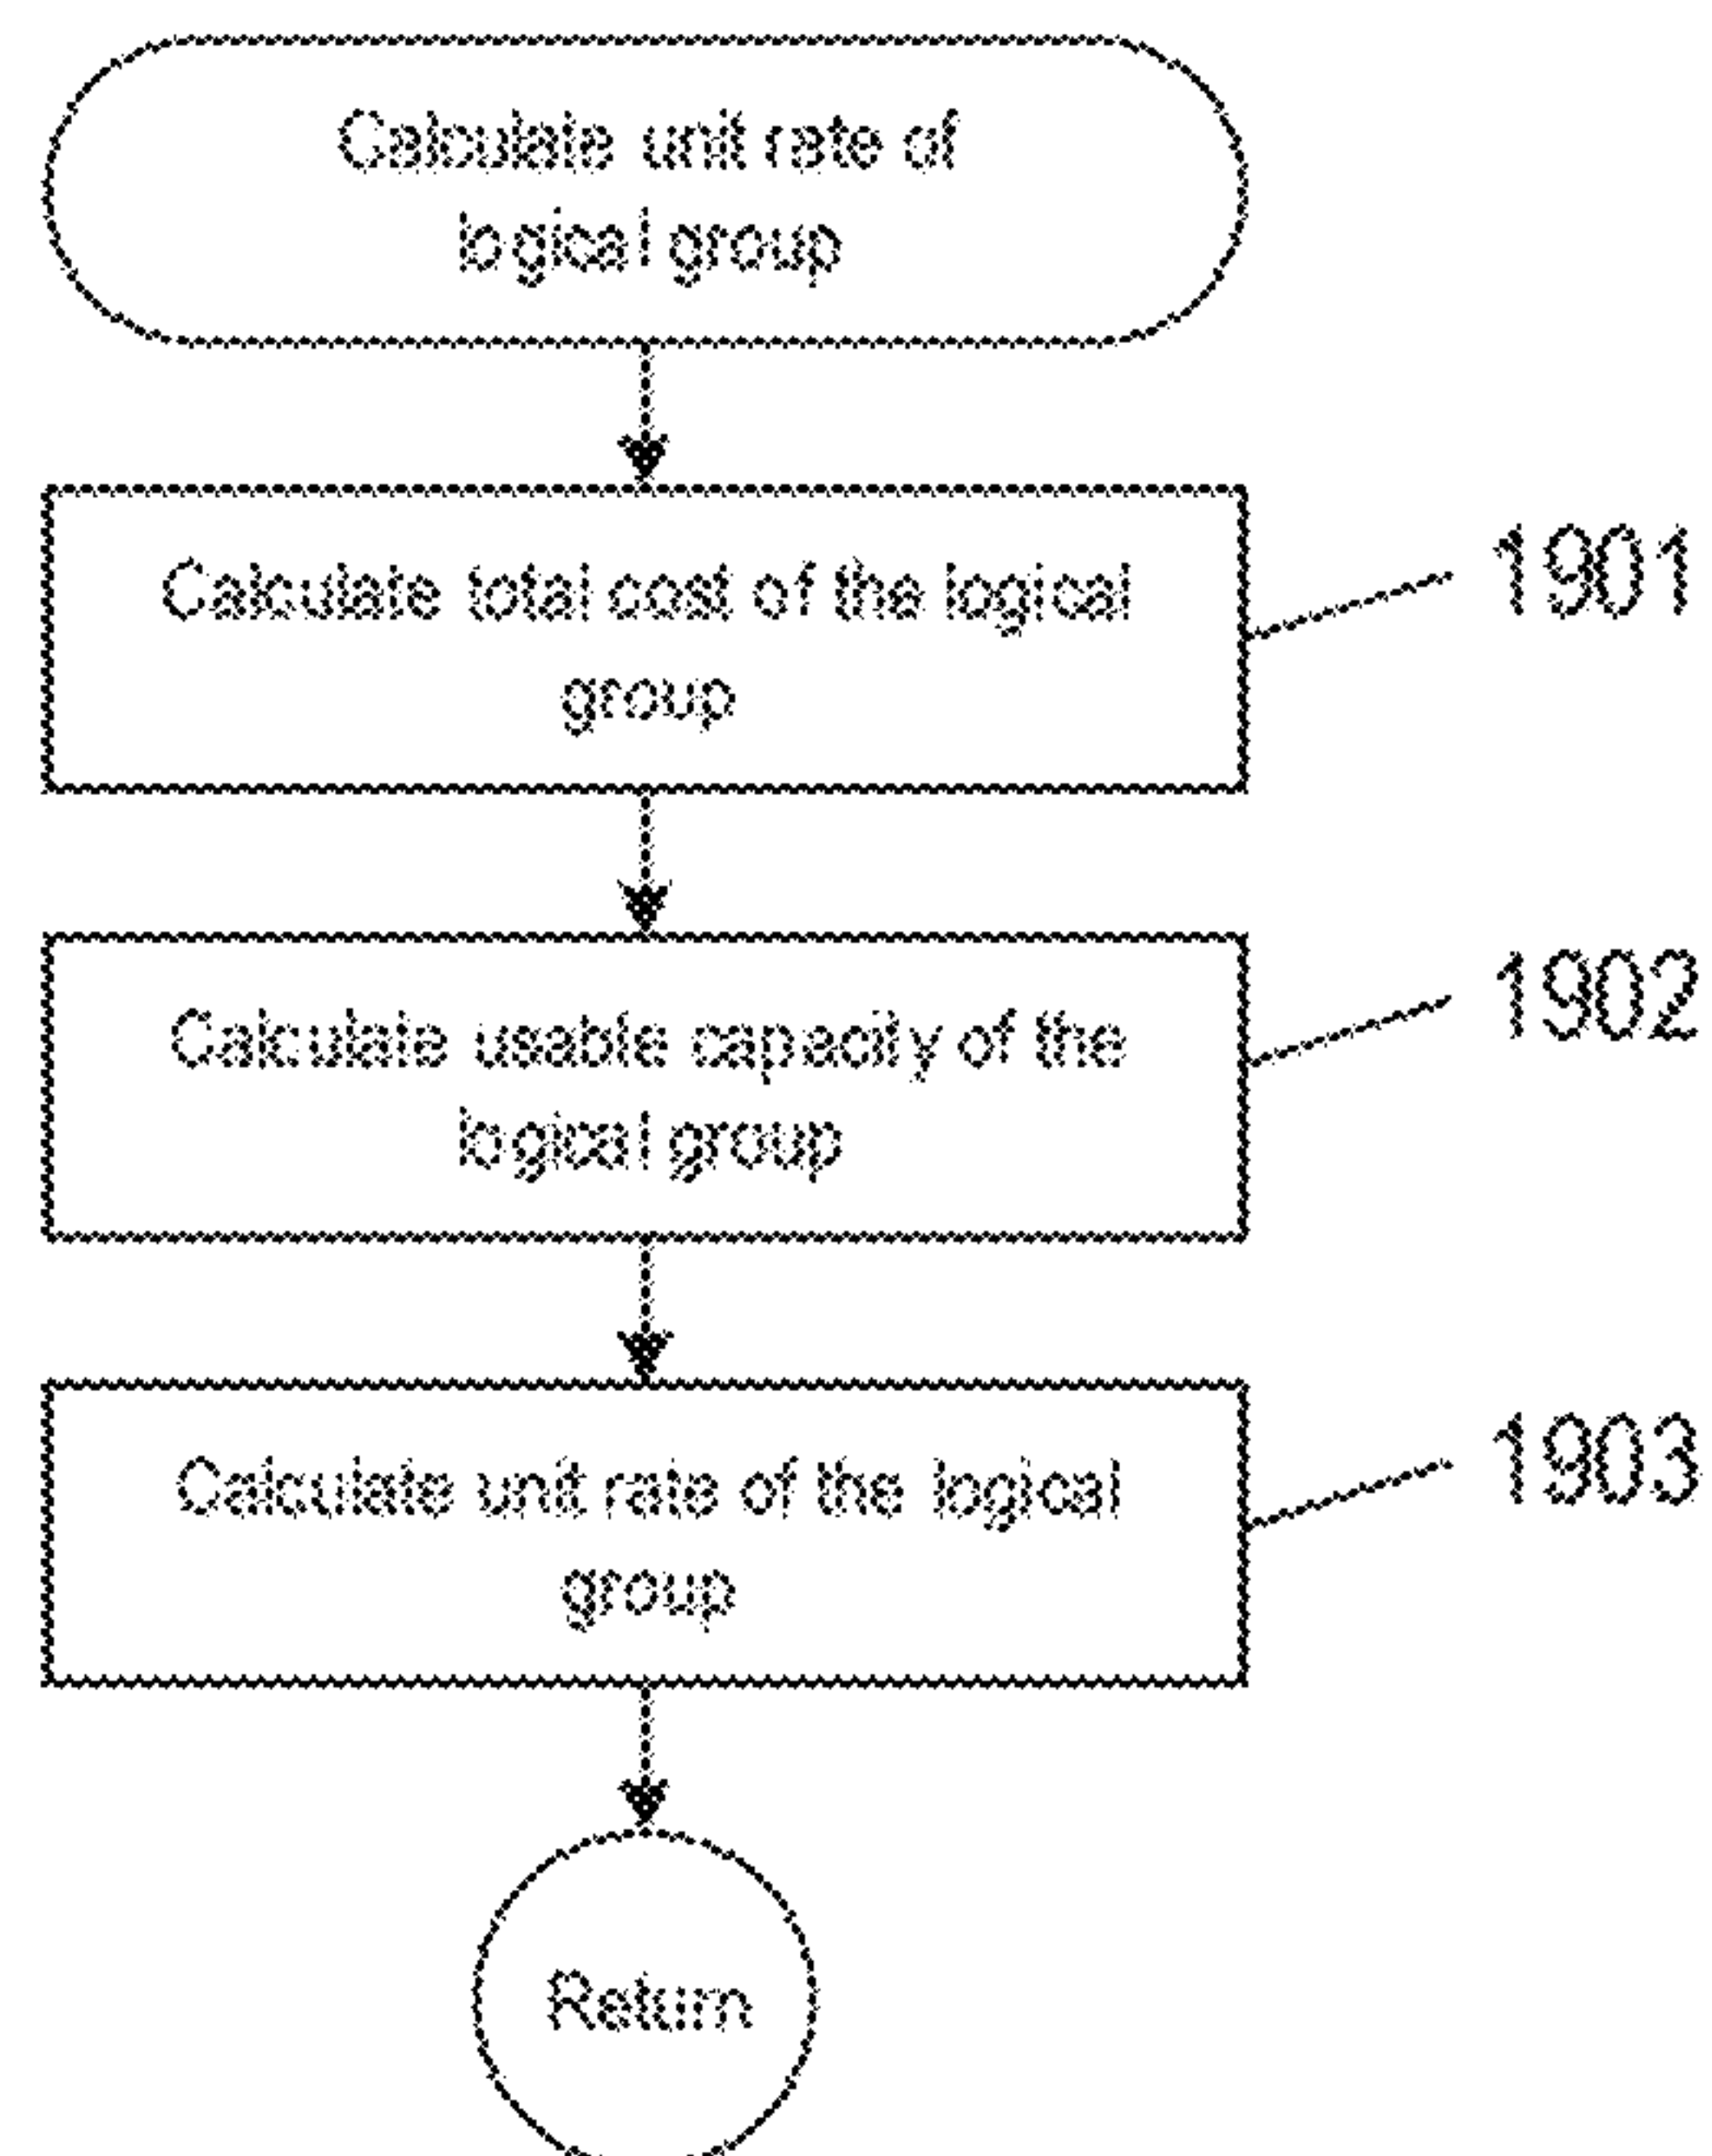 Calculate unit rate of
logical group
Calculate total cost of the logical
group
1901
Calculate usable capacity of the
logical group
1902
Calculate unit rate of the logical
group
1903
Return